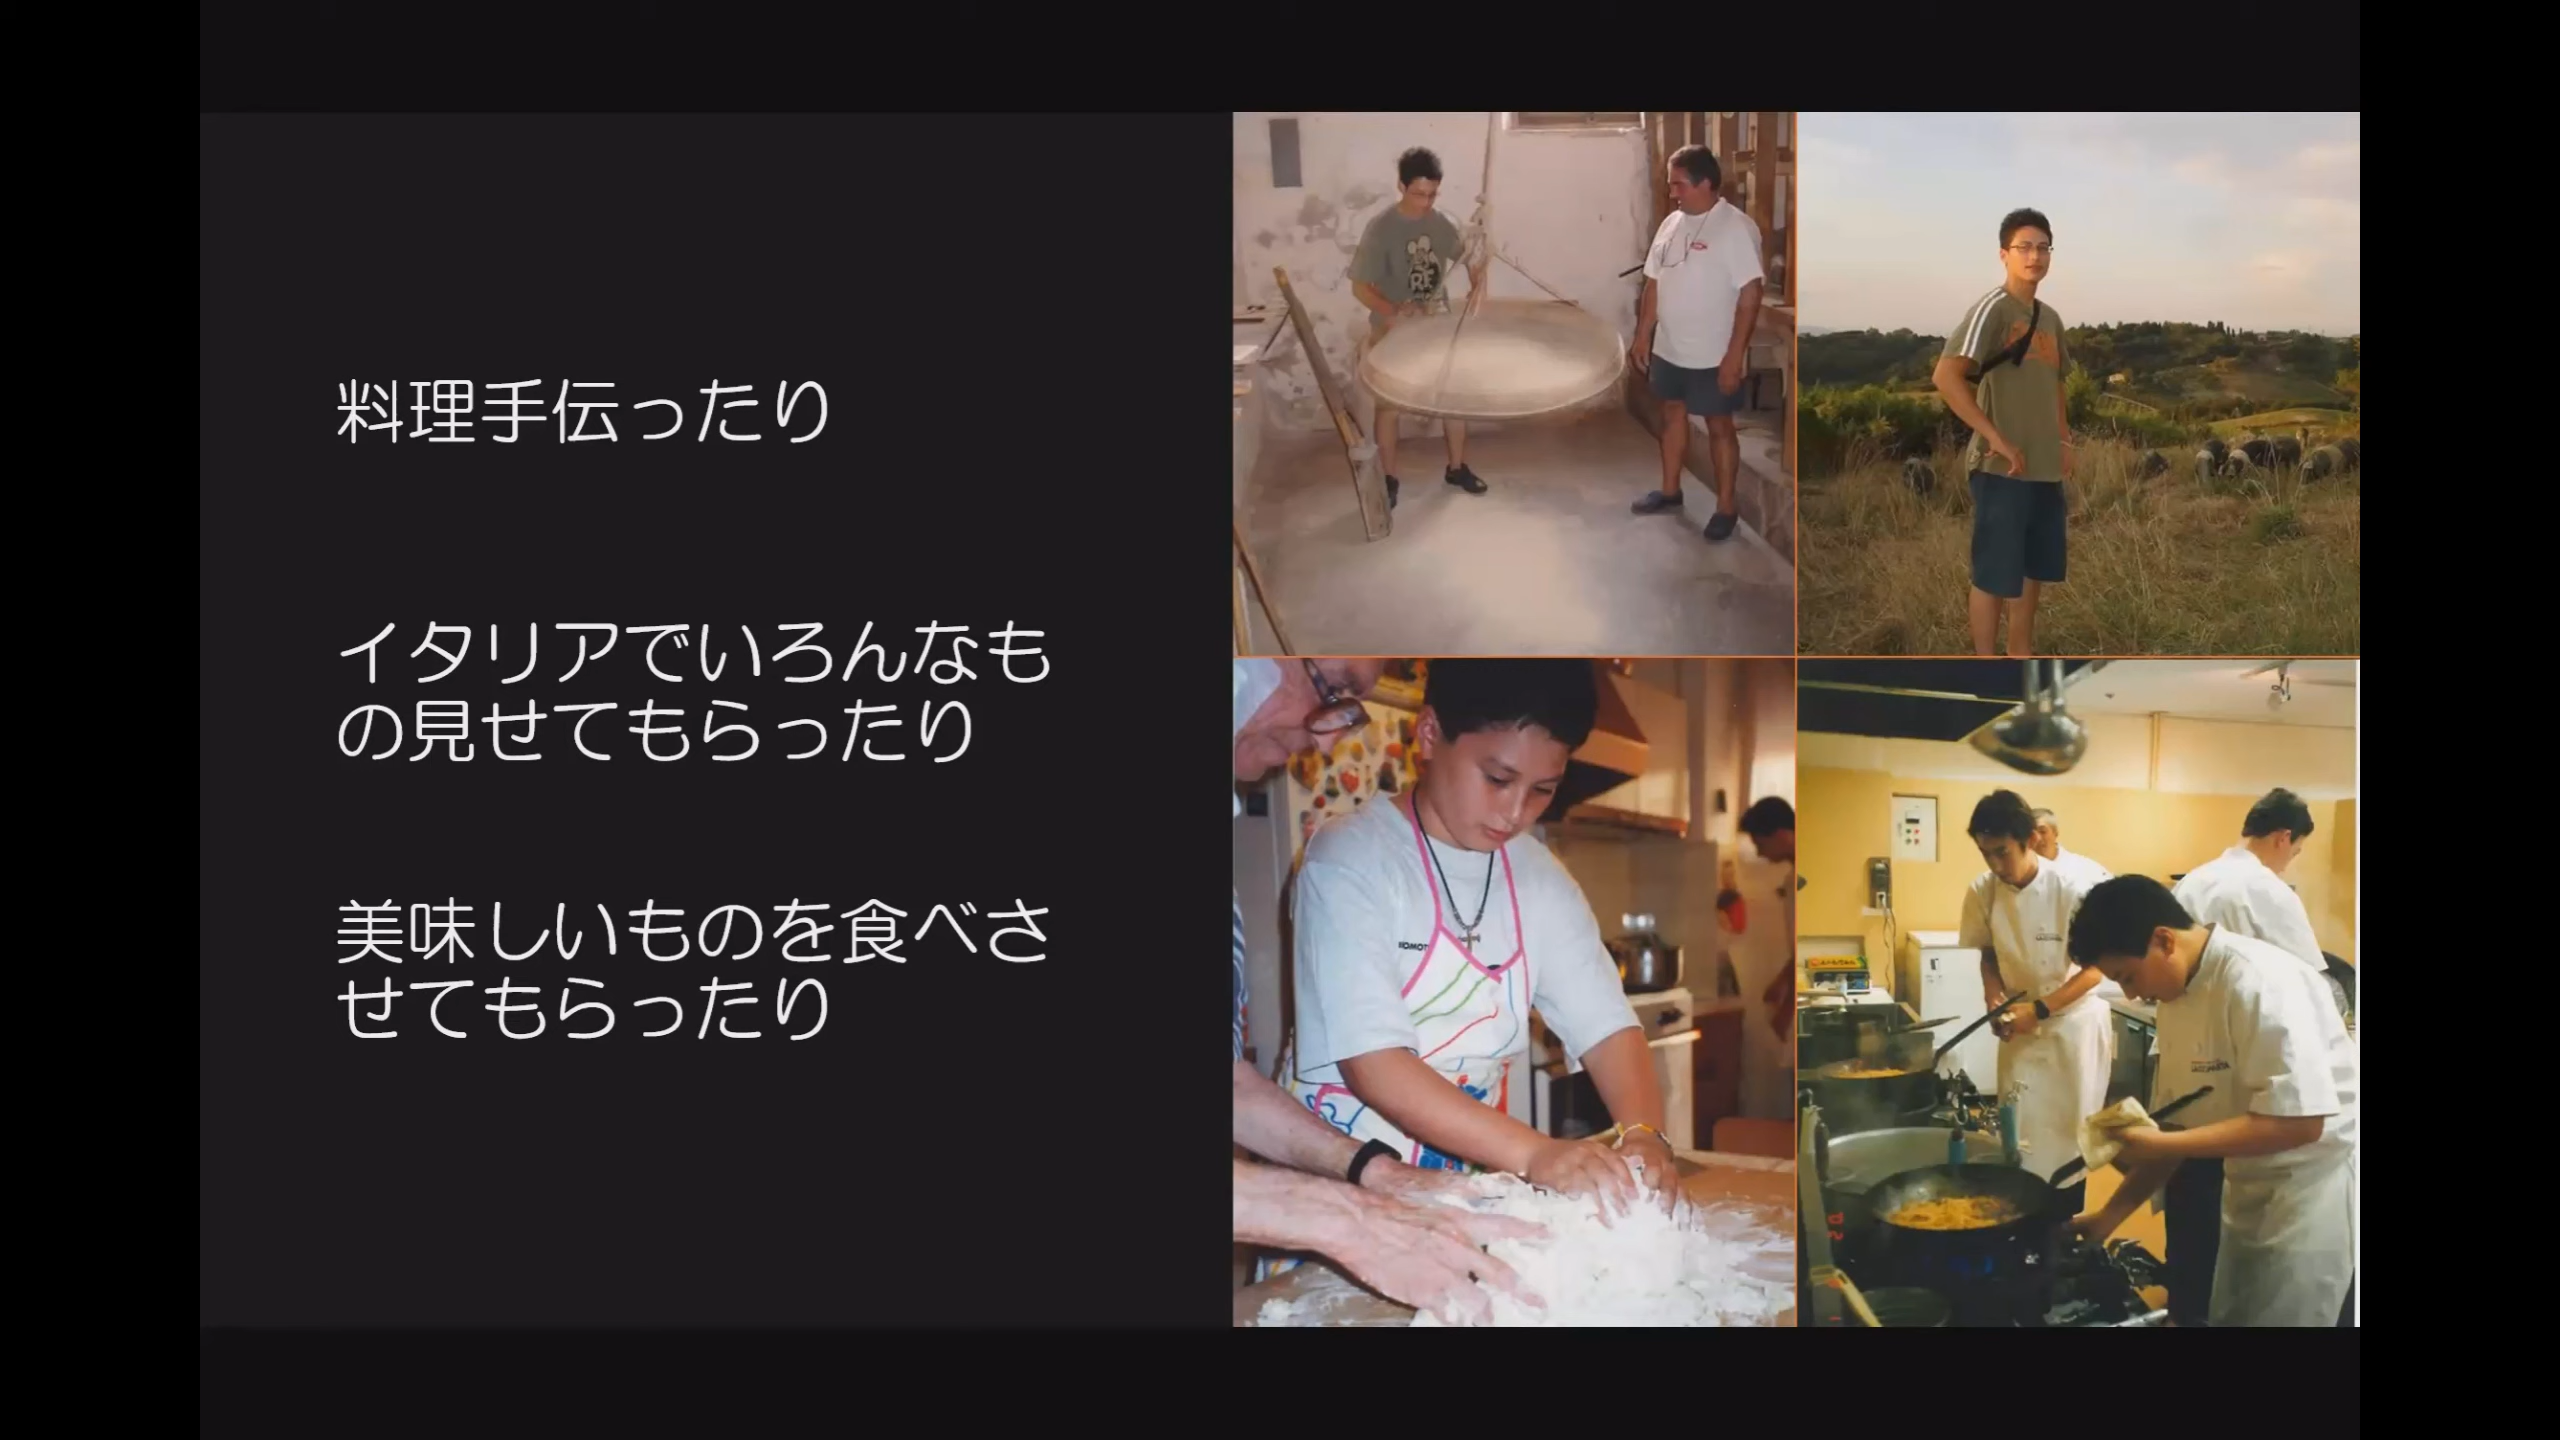 料理手伝ったり
イタリアでいろんなも
の見せてもらったり
美味しいものを食べさ
せてもらったり